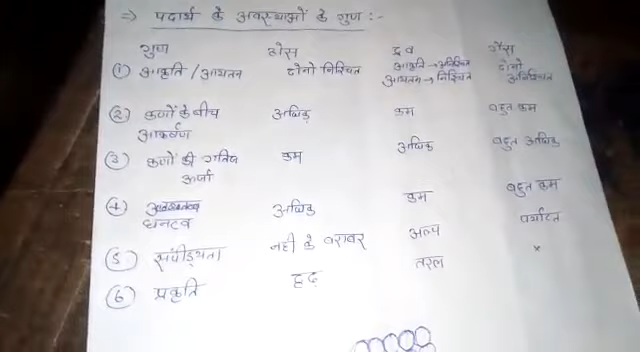 ⇒ पदार्थ के अवस्थाओं के गुण :-
गुण ठोस द्रव गैस
(1) आकृति / आयतन दोनो निश्चित आकृति → अनिश्चित आयतन → निश्चित दोनो अनिश्चित
(2) कणों के बीच आकर्षण अधिक कम बहुत कम
(3) कणों की गतिज ऊर्जा कम अधिक बहुत अधिक
(4) घनत्व अधिक कम बहुत कम
(5) संपीड्यता नही के बराबर अल्प पर्याप्त
(6) प्रकृति दृढ़ तरल ×